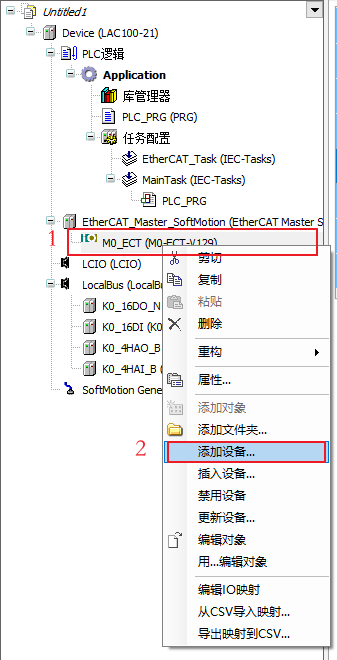 Untitled1
Device (LAC100-21)
PLC逻辑
Application
库管理器
PLC_PRG (PRG)
任务配置
EtherCAT_Task (IEC-Tasks)
MainTask (IEC-Tasks)
PLC_PRG
EtherCAT_Master_SoftMotion (EtherCAT Master S
1
M0_ECT (M0-ECT-V.129)
LCIO (LCIO)
LocalBus (LocalBu
K0_16DO_N
K0_16DI (K0
K0_4HAO_B
K0_4HAI_B (
SoftMotion Gene
剪切
复制
粘贴
删除
重构
属性...
添加对象
添加文件夹...
2
添加设备...
插入设备...
禁用设备
更新设备...
编辑对象
用...编辑对象
编辑IO映射
从CSV导入映射...
导出映射到CSV...